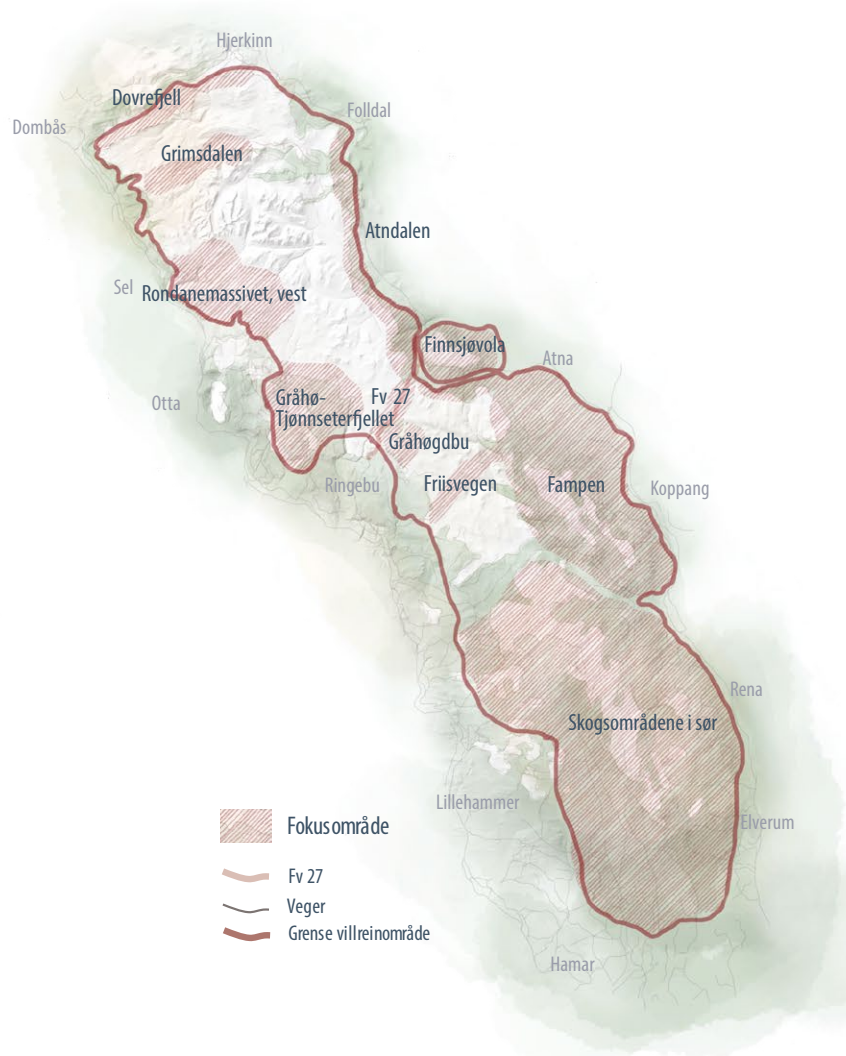 Hjerkinn
Dovrefjell
Folldal
Dombås
Grimsdalen
Atndalen
Sel
Rondanemassivet, vest
Finnsjøvola
Atna
Otta
Gråhø-
Tjønnseterfjellet
Fv 27
Gråhøgdbu
Ringebu
Friisvegen
Fampen
Koppang
Rena
Skogsområdene i sør
Lillehammer
Elverum
Fokusområde
Fv 27
Veger
Grense villreinområde
Hamar